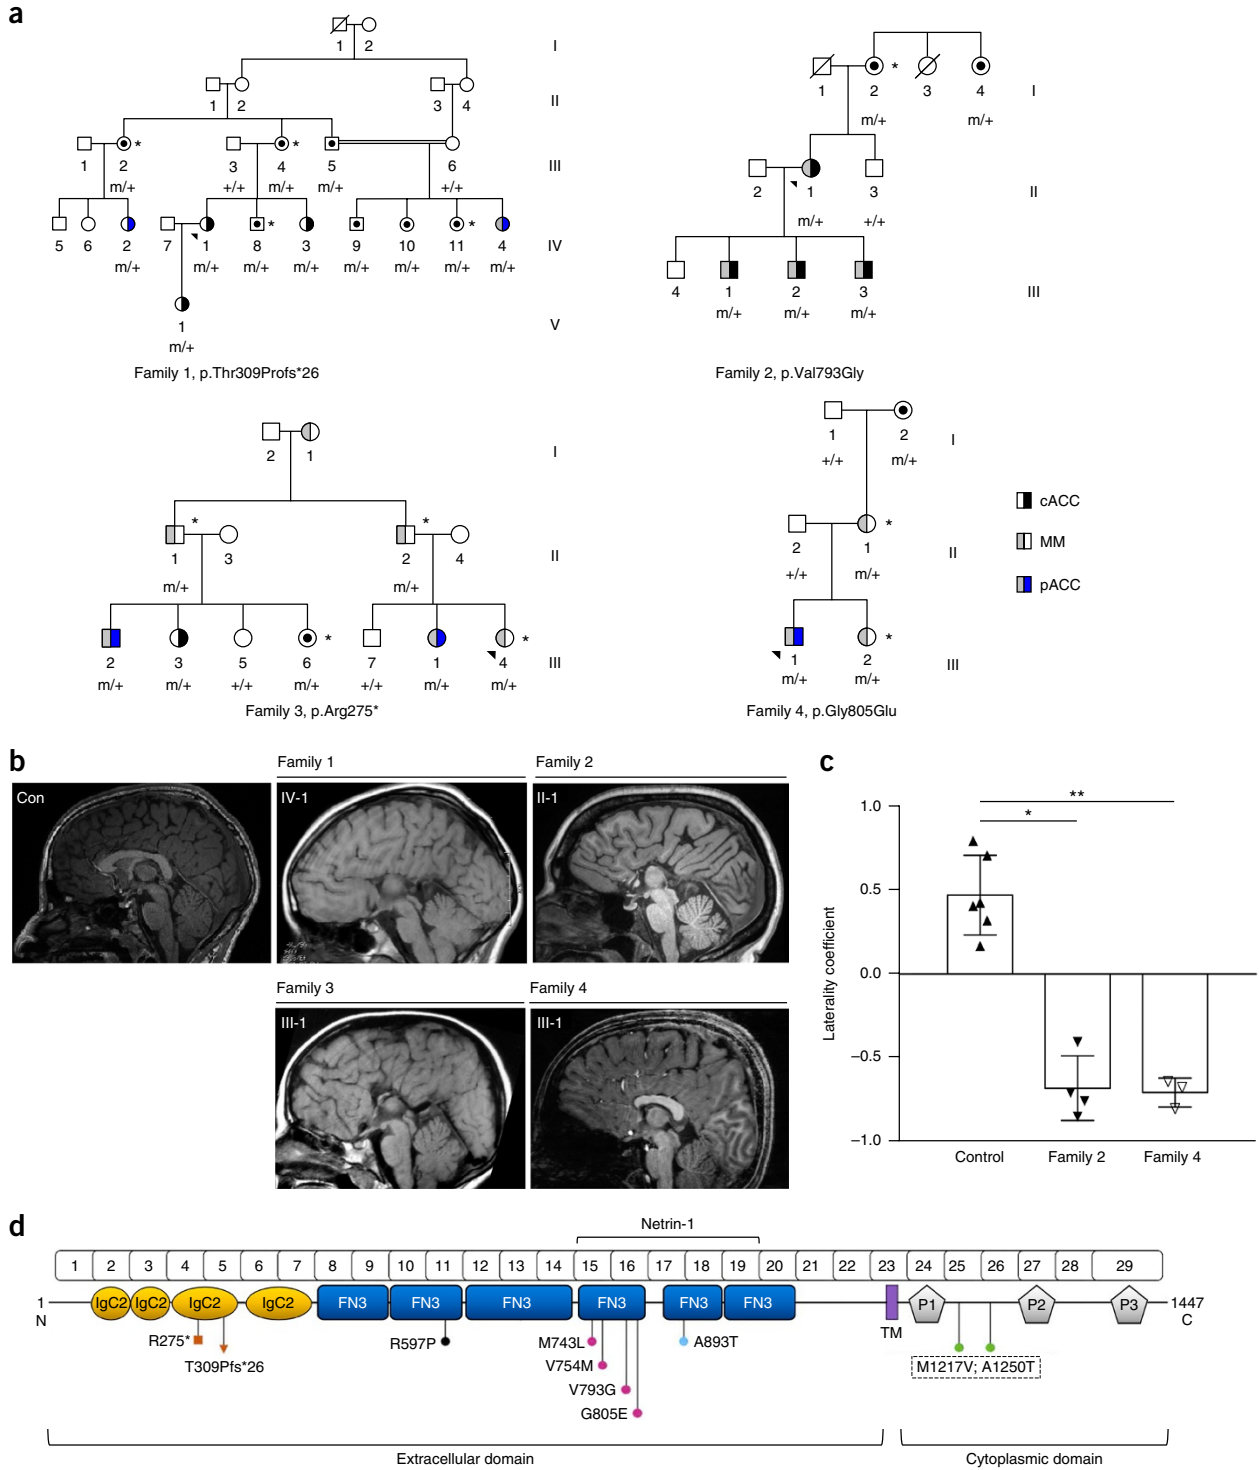 a
1 2 I
1 2 3 4 II
* *
1 2 3 4 5 6 III
m/+ +/+ m/+ m/+ +/+
* *
5 6 2 7 1 8 3 9 10 11 4 IV
m/+ m/+ m/+ m/+ m/+ m/+ m/+ m/+
1 V
m/+
Family 1, p.Thr309Profs*26
*
1 2 3 4 I
m/+ m/+
2 1 3 II
m/+ +/+
4 1 2 3 III
m/+ m/+ m/+
Family 2, p.Val793Gly
2 1 I
* *
1 3 2 4 II
m/+ m/+
* *
2 3 5 6 7 1 4 III
m/+ m/+ +/+ m/+ +/+ m/+ m/+
Family 3, p.Arg275*
1 2 I
+/+ m/+
*
2 1 II
+/+ m/+
*
1 2 III
m/+ m/+
Family 4, p.Gly805Glu
cACC
MM
pACC
b
Family 1 Family 2
Con IV-1 II-1
Family 3 Family 4
III-1 III-1
c
**
*
1.0
0.5
0.0
−0.5
−1.0
Laterality coefficient
Control Family 2 Family 4
d
Netrin-1
1 2 3 4 5 6 7 8 9 10 11 12 13 14 15 16 17 18 19 20 21 22 23 24 25 26 27 28 29
1 IgC2 IgC2 IgC2 IgC2 FN3 FN3 FN3 FN3 FN3 FN3 P1 P2 P3 1447
N C
TM
R275* R597P M743L A893T
T309Pfs*26 V754M M1217V; A1250T
V793G
G805E
Extracellular domain Cytoplasmic domain